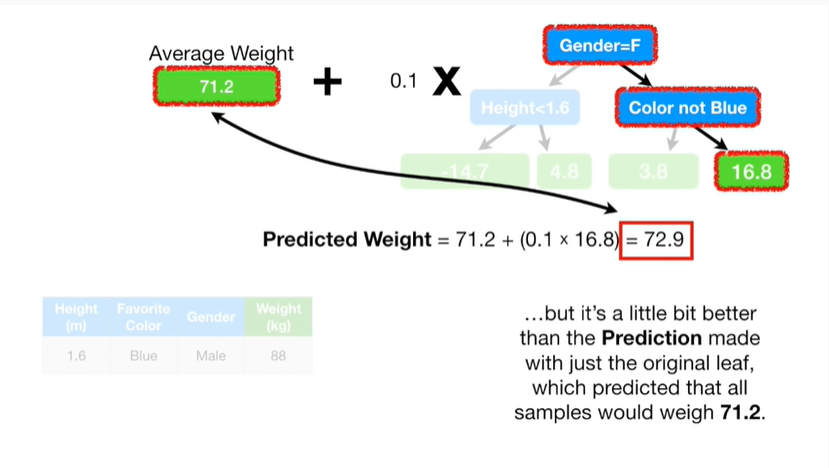 Average Weight
71.2
+
0.1
X
Gender=F
Height<1.6
Color not Blue
-14.7
4.8
3.8
16.8
Predicted Weight = 71.2 + (0.1 × 16.8) = 72.9
Height (m)
Favorite Color
Gender
Weight (kg)
1.6
Blue
Male
88
…but it’s a little bit better
than the Prediction made
with just the original leaf,
which predicted that all
samples would weigh 71.2.